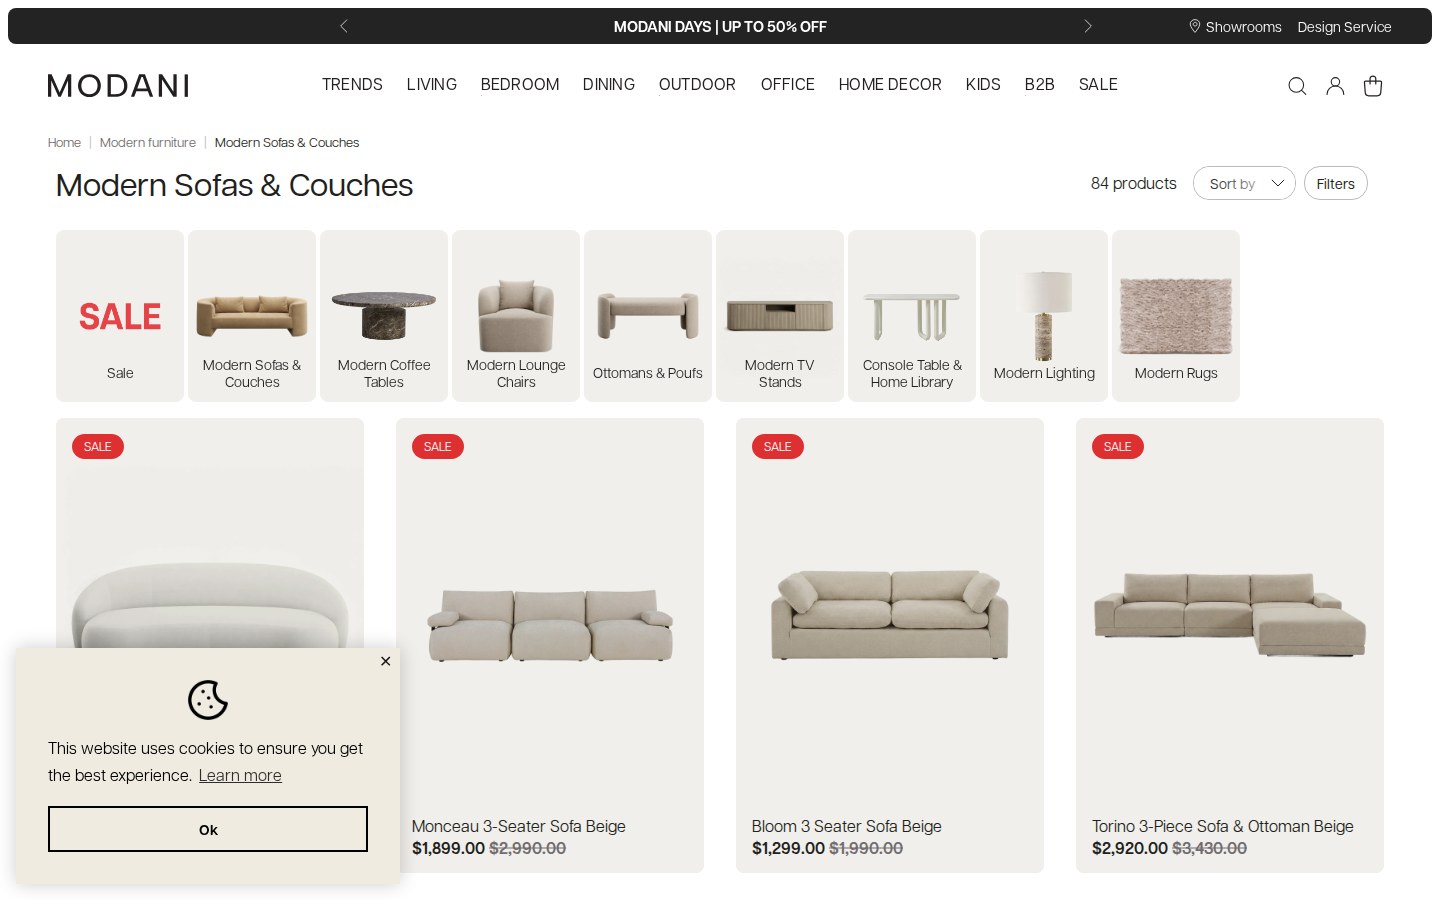 MODANI DAYS | UP TO 50% OFF
Showrooms
Design Service
MODANI
TRENDS
LIVING
BEDROOM
DINING
OUTDOOR
OFFICE
HOME DECOR
KIDS
B2B
SALE
Home
Modern furniture
Modern Sofas & Couches
Modern Sofas & Couches
84 products
Sort by
Filters
SALE
Sale
Modern Sofas &
Couches
Modern Coffee
Tables
Modern Lounge
Chairs
Ottomans & Poufs
Modern TV
Stands
Console Table &
Home Library
Modern Lighting
Modern Rugs
SALE
SALE
SALE
SALE
Monceau 3-Seater Sofa Beige
$1,899.00 $2,990.00
Bloom 3 Seater Sofa Beige
$1,299.00 $1,990.00
Torino 3-Piece Sofa & Ottoman Beige
$2,920.00 $3,430.00
This website uses cookies to ensure you get
the best experience. Learn more
Ok